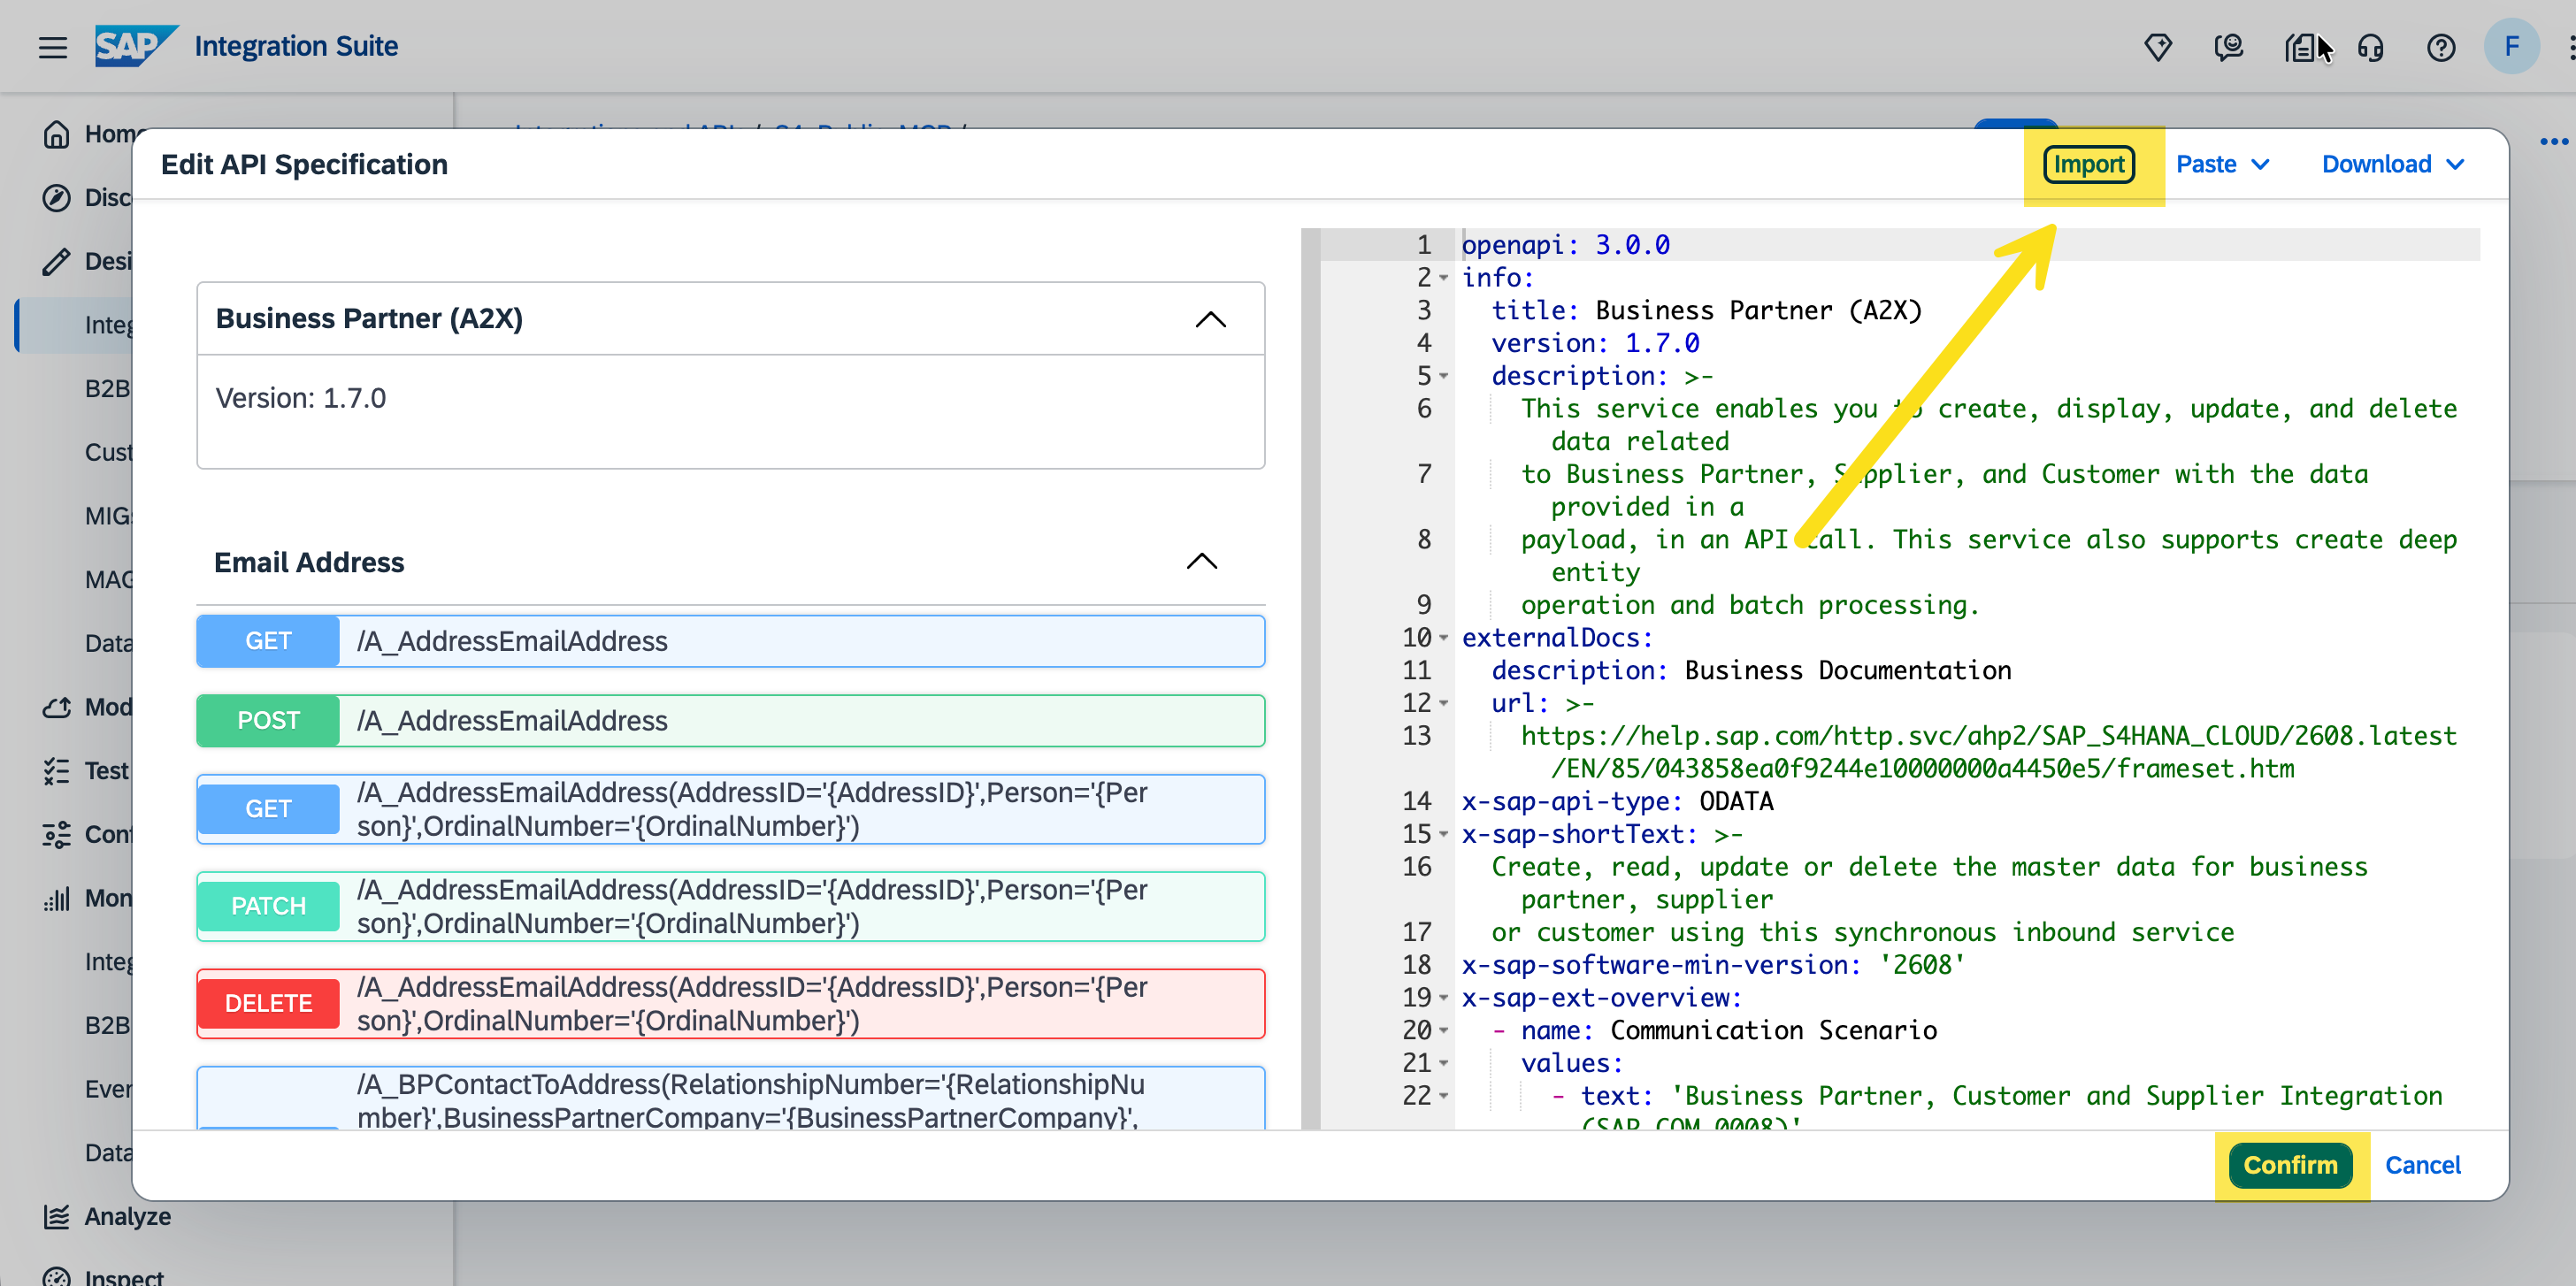 SAP Integration Suite
F
Home
Edit API Specification
Import
Paste
Download
Disc
Desi
Integ
B2B
Cust
MIGs
MAG
Data
Mod
Test
Conf
Mon
Integ
B2B
Even
Data
Analyze
Inspect
Business Partner (A2X)
Version: 1.7.0
Email Address
GET /A_AddressEmailAddress
POST /A_AddressEmailAddress
GET /A_AddressEmailAddress(AddressID='{AddressID}',Person='{Per
son}',OrdinalNumber='{OrdinalNumber}')
PATCH /A_AddressEmailAddress(AddressID='{AddressID}',Person='{Per
son}',OrdinalNumber='{OrdinalNumber}')
DELETE /A_AddressEmailAddress(AddressID='{AddressID}',Person='{Per
son}',OrdinalNumber='{OrdinalNumber}')
/A_BPContactToAddress(RelationshipNumber='{RelationshipNu
mber}',BusinessPartnerCompany='{BusinessPartnerCompany}',
1 openapi: 3.0.0
2 info:
3 title: Business Partner (A2X)
4 version: 1.7.0
5 description: >-
6 This service enables you to create, display, update, and delete
data related
7 to Business Partner, Supplier, and Customer with the data
provided in a
8 payload, in an API call. This service also supports create deep
entity
9 operation and batch processing.
10 externalDocs:
11 description: Business Documentation
12 url: >-
13 https://help.sap.com/http.svc/ahp2/SAP_S4HANA_CLOUD/2608.latest
/EN/85/043858ea0f9244e10000000a4450e5/frameset.htm
14 x-sap-api-type: ODATA
15 x-sap-shortText: >-
16 Create, read, update or delete the master data for business
partner, supplier
17 or customer using this synchronous inbound service
18 x-sap-software-min-version: '2608'
19 x-sap-ext-overview:
20 - name: Communication Scenario
21 values:
22 - text: 'Business Partner, Customer and Supplier Integration
(SAP_COM_0008)'
Confirm
Cancel